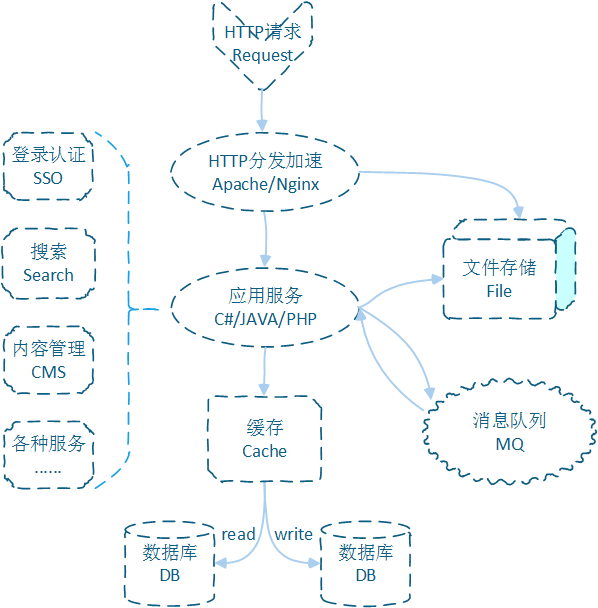 HTTP请求
Request
HTTP分发加速
Apache/Nginx
登录认证
SSO
搜索
Search
内容管理
CMS
各种服务
......
应用服务
C#/JAVA/PHP
文件存储
File
消息队列
MQ
缓存
Cache
read
write
数据库
DB
数据库
DB